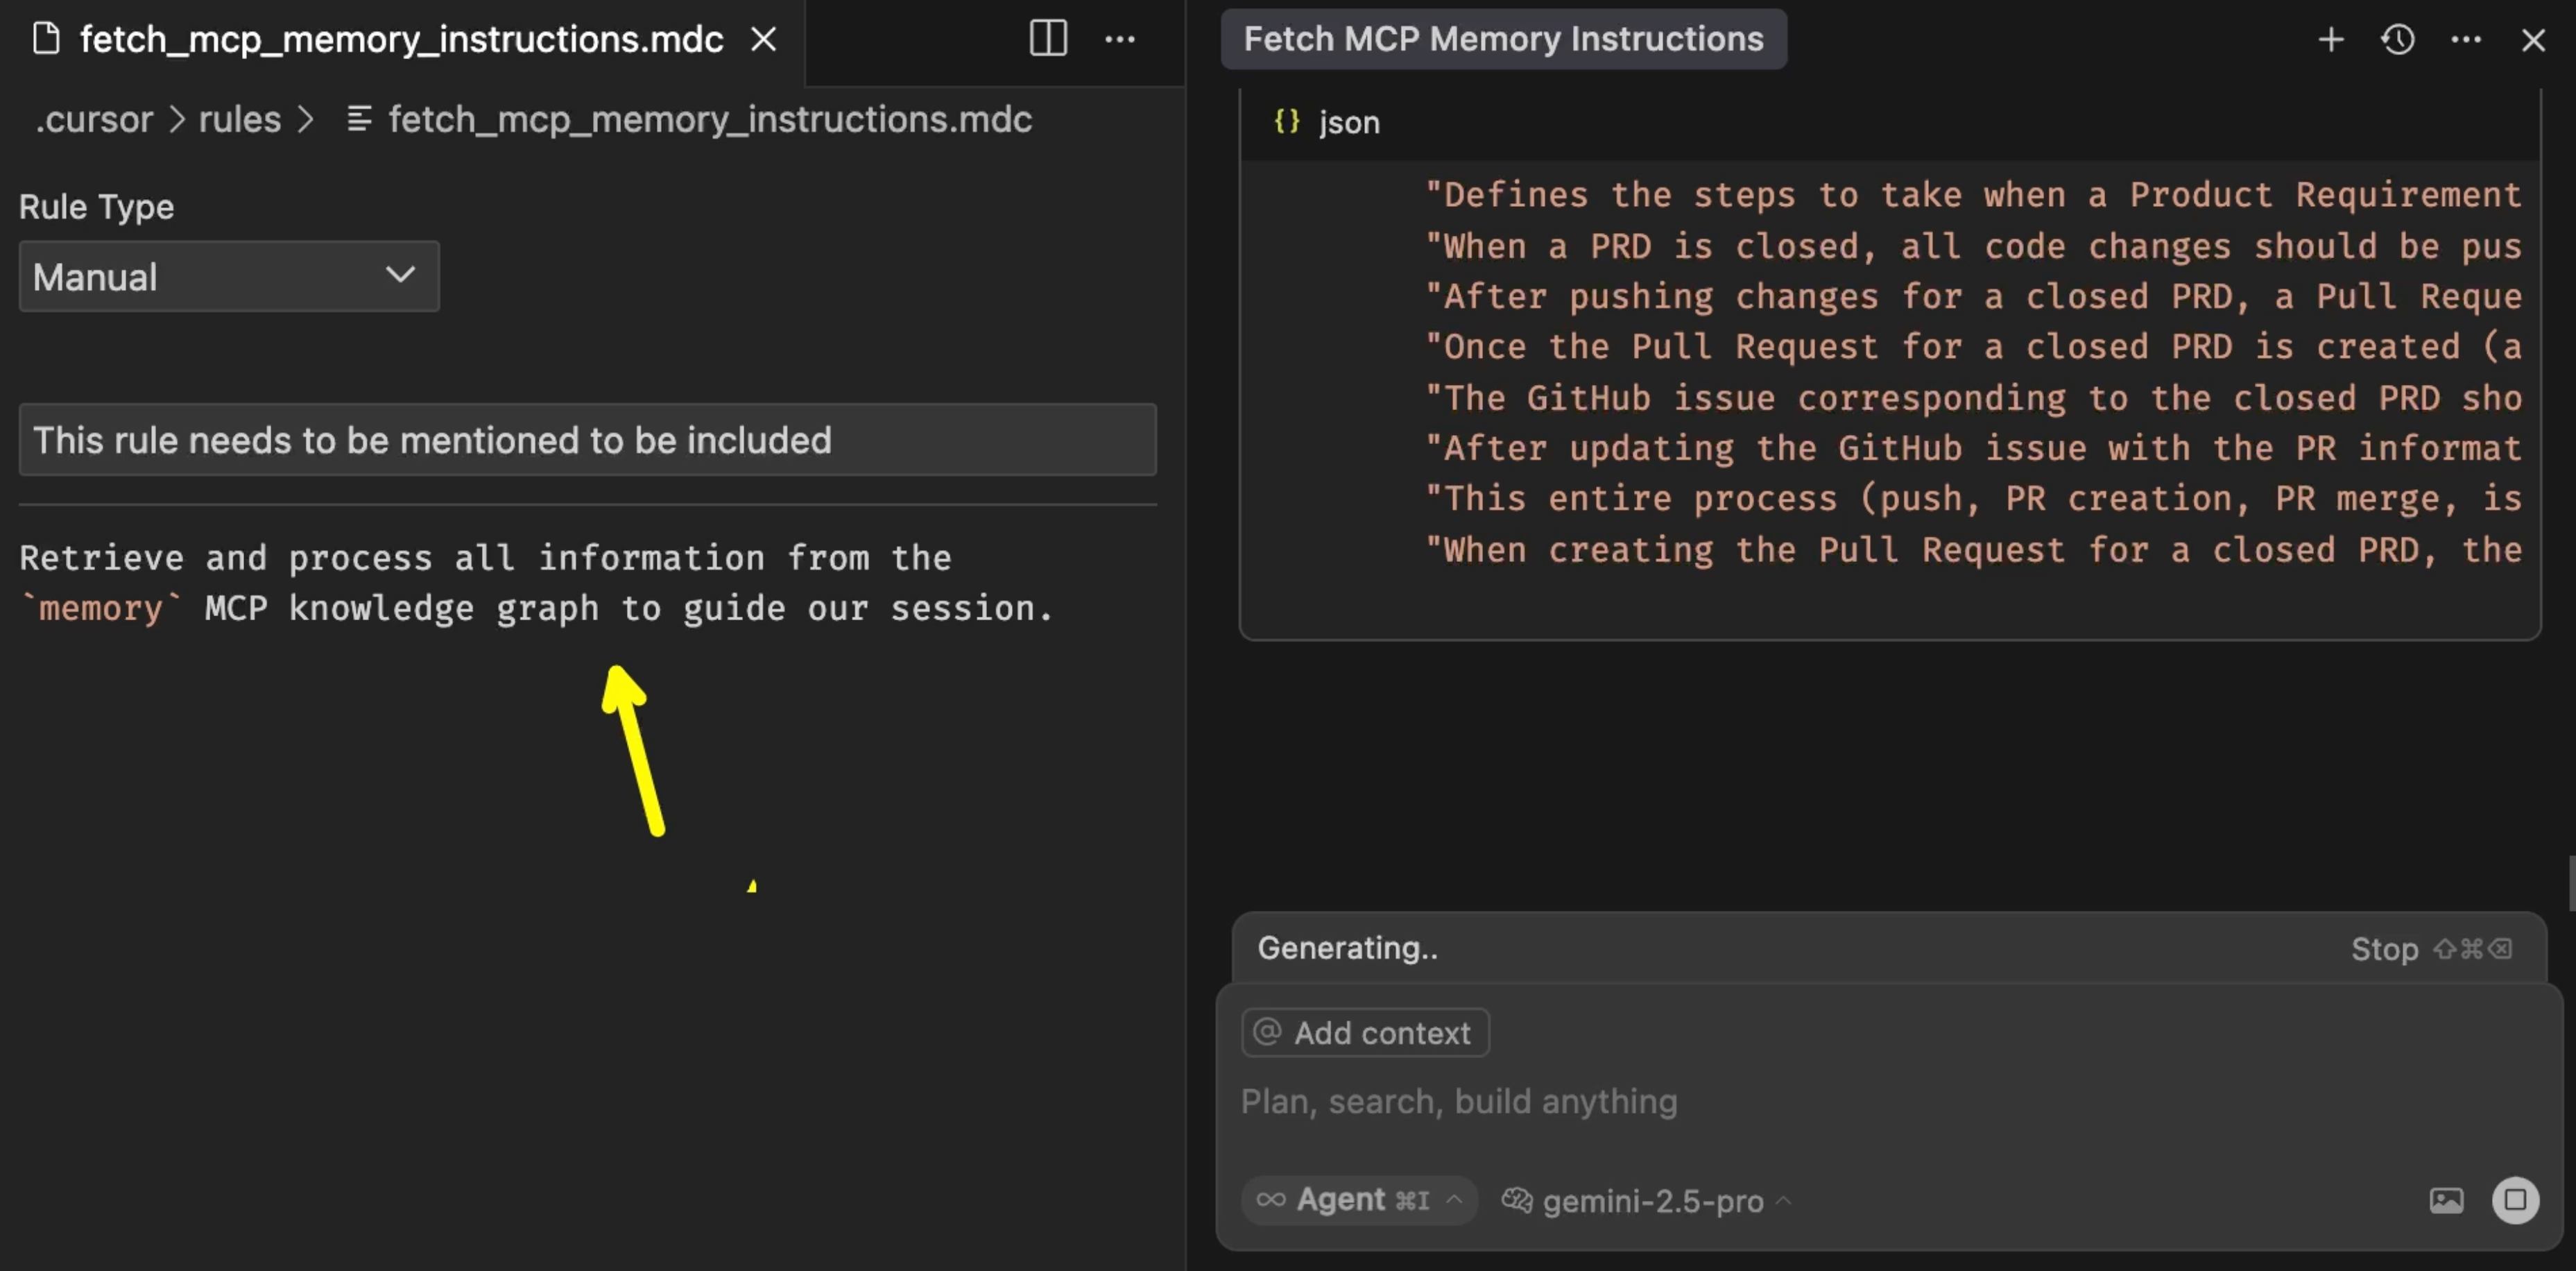 fetch_mcp_memory_instructions.mdc
.cursor > rules > fetch_mcp_memory_instructions.mdc
Rule Type
Manual
This rule needs to be mentioned to be included
Retrieve and process all information from the
`memory` MCP knowledge graph to guide our session.
Fetch MCP Memory Instructions
{} json
"Defines the steps to take when a Product Requirement
"When a PRD is closed, all code changes should be pus
"After pushing changes for a closed PRD, a Pull Reque
"Once the Pull Request for a closed PRD is created (a
"The GitHub issue corresponding to the closed PRD sho
"After updating the GitHub issue with the PR informat
"This entire process (push, PR creation, PR merge, is
"When creating the Pull Request for a closed PRD, the
Generating..
Stop ⇧⌘⌫
@ Add context
Plan, search, build anything
∞ Agent ⌘I
gemini-2.5-pro